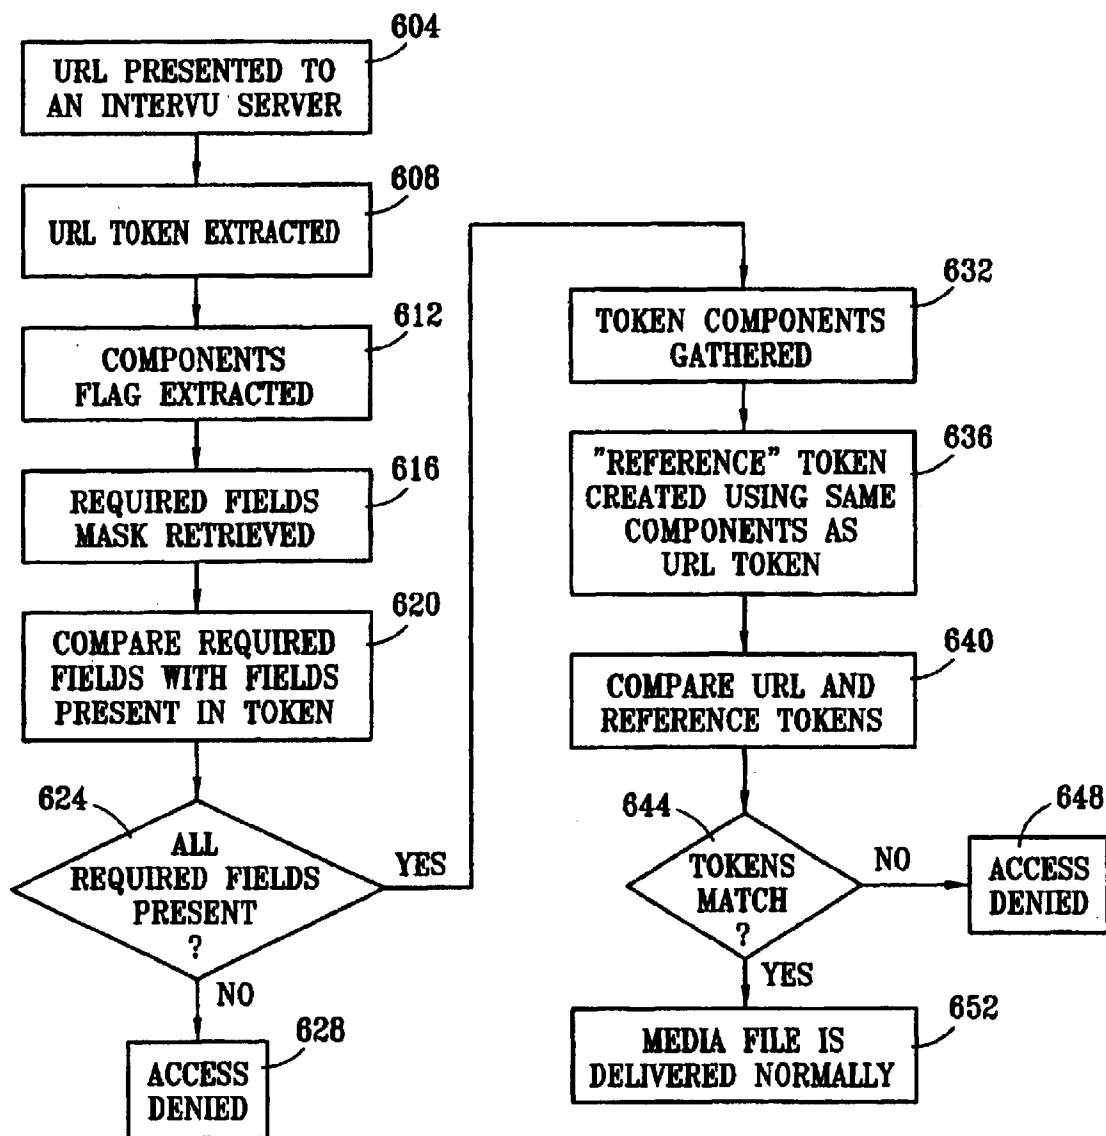 604
URL PRESENTED TO
AN INTERVU SERVER
608
URL TOKEN EXTRACTED
612
COMPONENTS
FLAG EXTRACTED
616
REQUIRED FIELDS
MASK RETRIEVED
620
COMPARE REQUIRED
FIELDS WITH FIELDS
PRESENT IN TOKEN
624
ALL
REQUIRED FIELDS
PRESENT
?
YES
NO
628
ACCESS
DENIED
632
TOKEN COMPONENTS
GATHERED
636
"REFERENCE" TOKEN
CREATED USING SAME
COMPONENTS AS
URL TOKEN
640
COMPARE URL AND
REFERENCE TOKENS
644
TOKENS
MATCH
?
NO
648
ACCESS
DENIED
YES
652
MEDIA FILE IS
DELIVERED NORMALLY